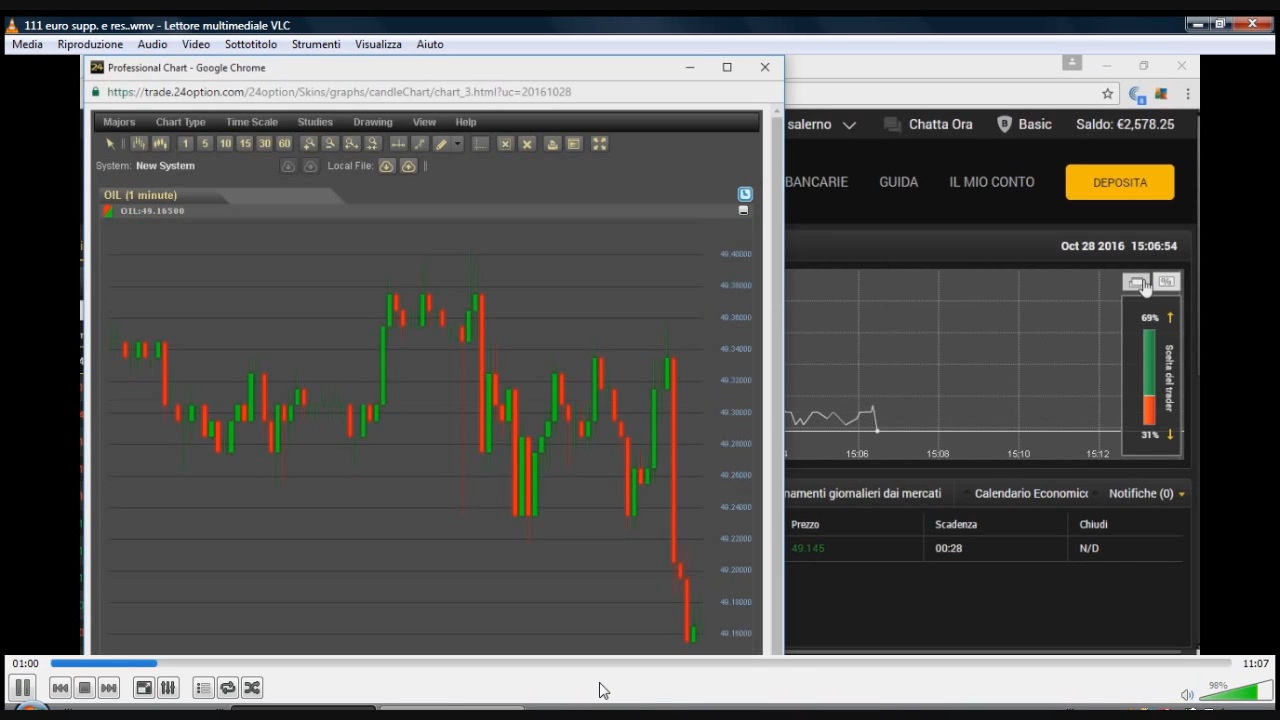 111 euro supp. e res..wmv - Lettore multimediale VLC
Media Riproduzione Audio Video Sottotitolo Strumenti Visualizza Aiuto
Professional Chart - Google Chrome
https://trade.24option.com/24option/Skins/graphs/candleChart/chart_3.html?uc=20161028
Majors Chart Type Time Scale Studies Drawing View Help
1 5 10 15 30 60
System: New System Local File:
OIL (1 minute)
OIL:49.16500
49.40000
49.38000
49.36000
49.34000
49.32000
49.30000
49.28000
49.26000
49.24000
49.22000
49.20000
49.18000
49.16000
salerno Chatta Ora Basic Saldo: €2,578.25
BANCARIE GUIDA IL MIO CONTO DEPOSITA
Oct 28 2016 15:06:54
69%
Scelta del trader
31%
15:06 15:08 15:10 15:12
namenti giornalieri dai mercati Calendario Economico Notifiche (0)
Prezzo Scadenza Chiudi
49.145 00:28 N/D
01:00 11:07
98%